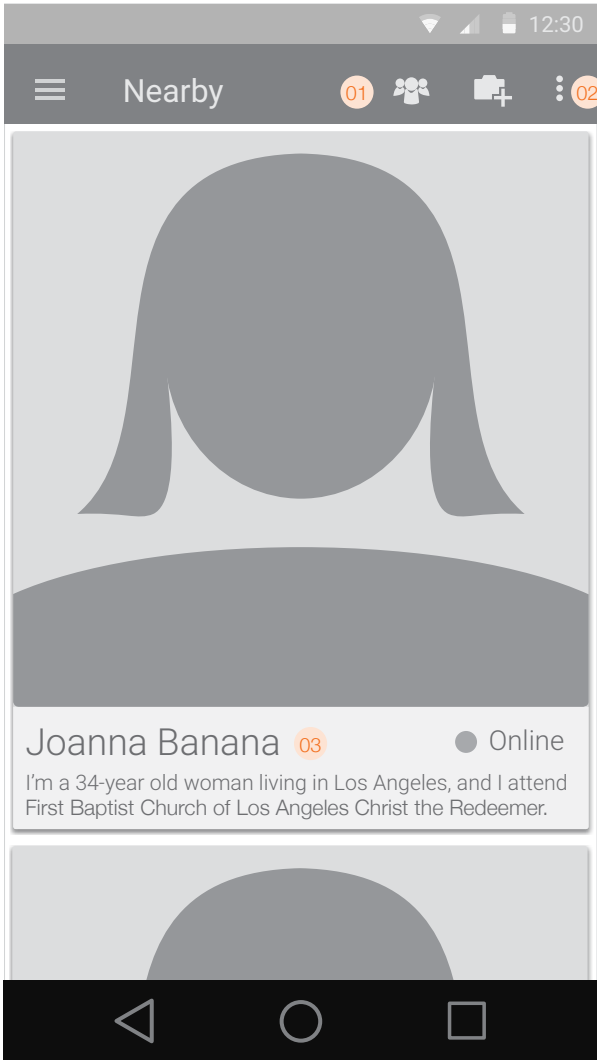 12:30
Nearby 01 02
Joanna Banana 03 Online
I'm a 34-year old woman living in Los Angeles, and I attend
First Baptist Church of Los Angeles Christ the Redeemer.